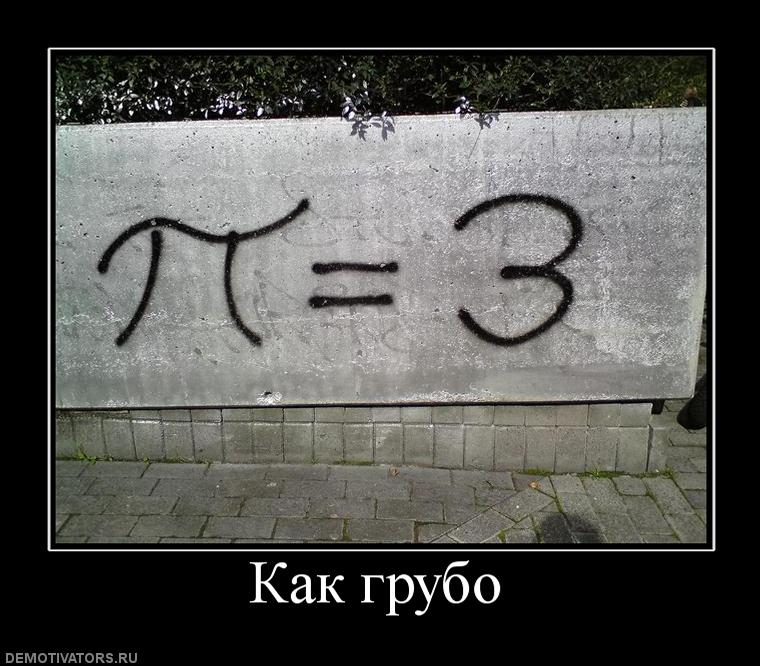 π = 3
Как грубо
DEMOTIVATORS.RU